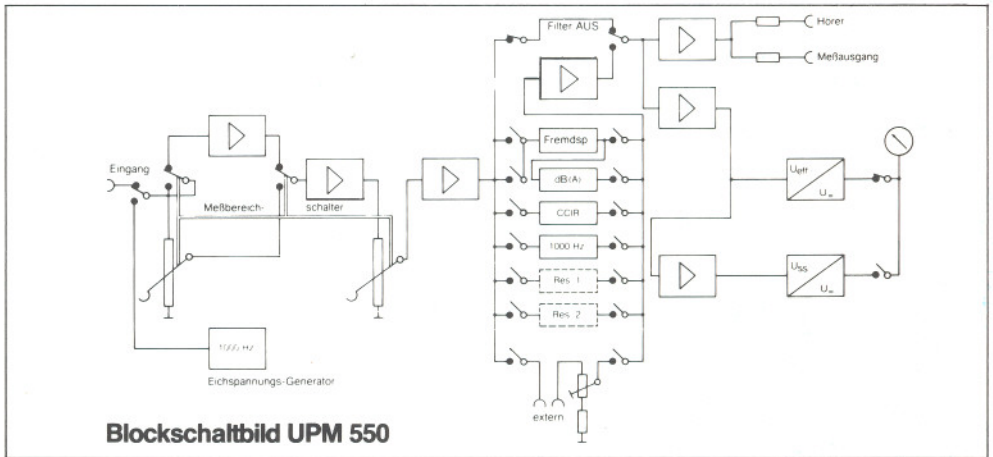 Filter AUS
Hörer
Meßausgang
Fremdsp
Eingang
dB(A)
Meßbereich- schalter
CCIR
1000 Hz
Res. 1
Res. 2
Ueff
U=
USS
U=
1000 Hz
Eichspannungs-Generator
extern
Blockschaltbild UPM 550